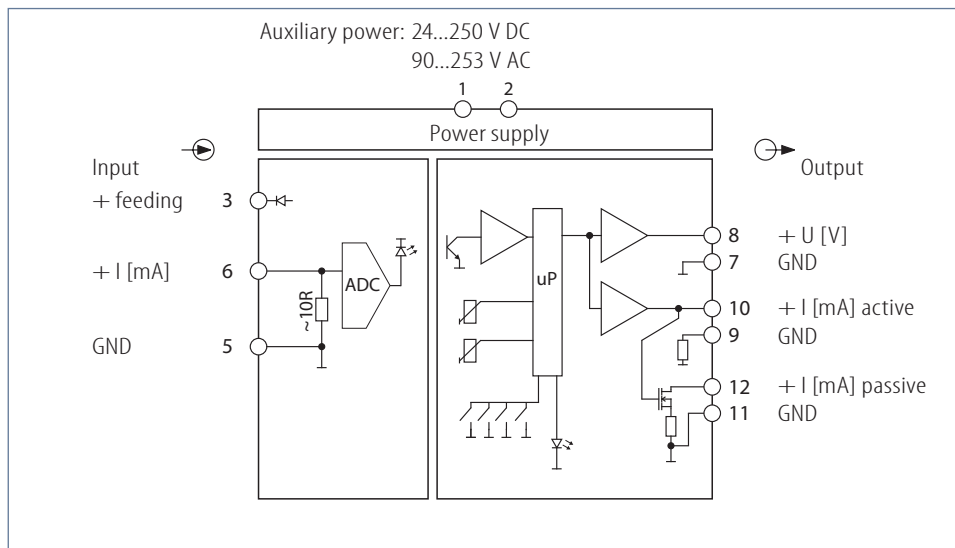 Auxiliary power: 24...250 V DC
90...253 V AC
1 2
Power supply
Input
Output
+ feeding 3
+ I [mA] 6
ADC
~10R
GND 5
uP
8 + U [V]
7 GND
10 + I [mA] active
9 GND
12 + I [mA] passive
11 GND